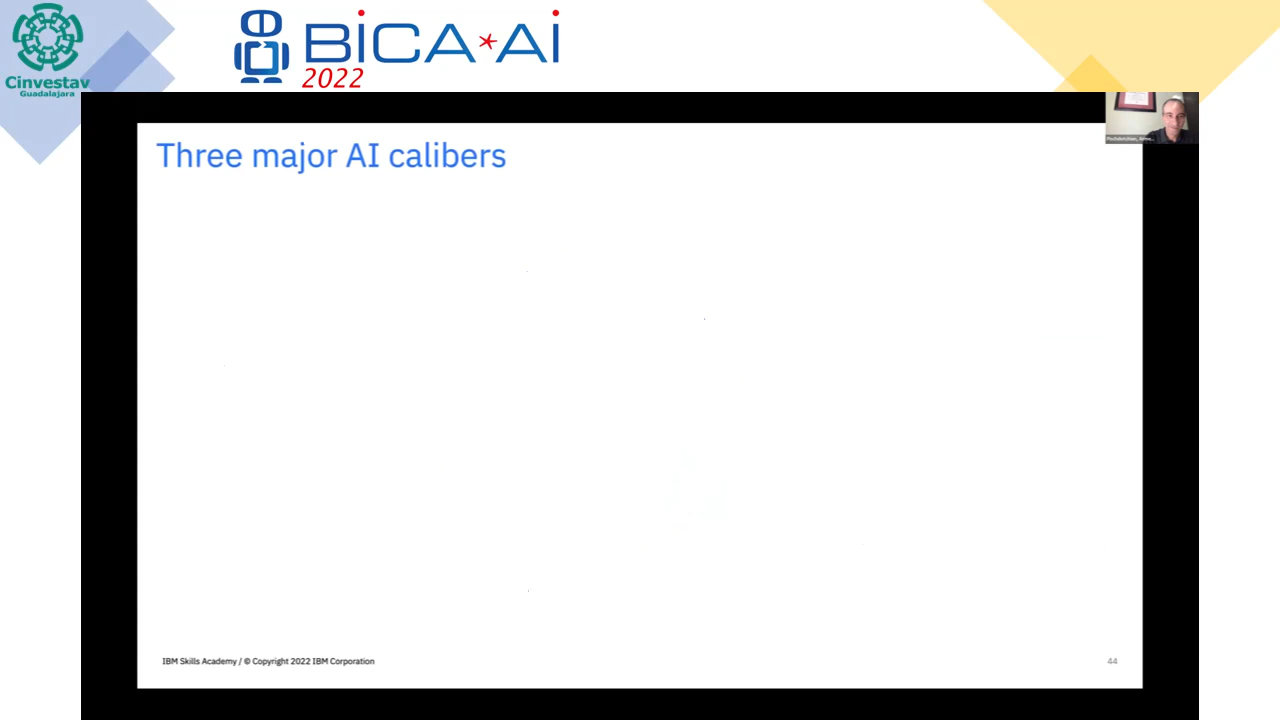 Cinvestav
Guadalajara
BiCA*Ai
2022
Three major AI calibers
IBM Skills Academy / © Copyright 2022 IBM Corporation
44